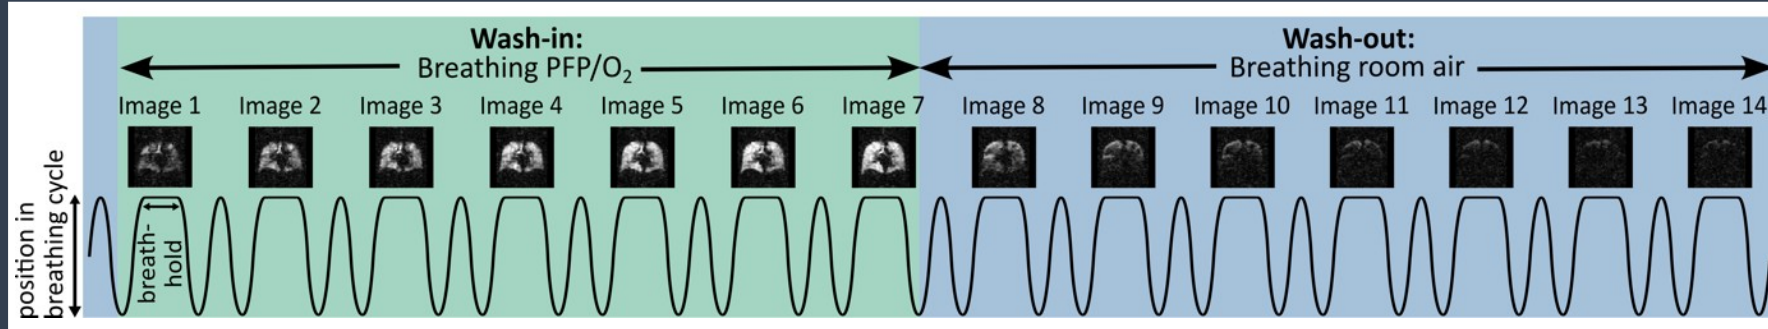 Wash-in:
Breathing PFP/O₂
Wash-out:
Breathing room air
Image 1 Image 2 Image 3 Image 4 Image 5 Image 6 Image 7 Image 8 Image 9 Image 10 Image 11 Image 12 Image 13 Image 14
position in
breathing cycle
breath-
hold